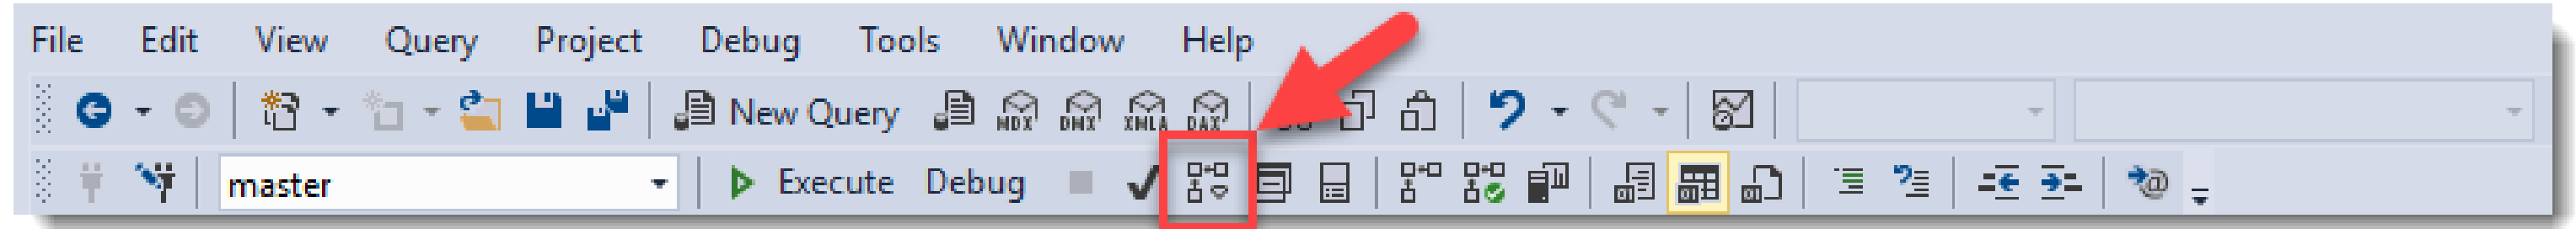 File Edit View Query Project Debug Tools Window Help
New Query MDX DMX XMLA DAX
master Execute Debug